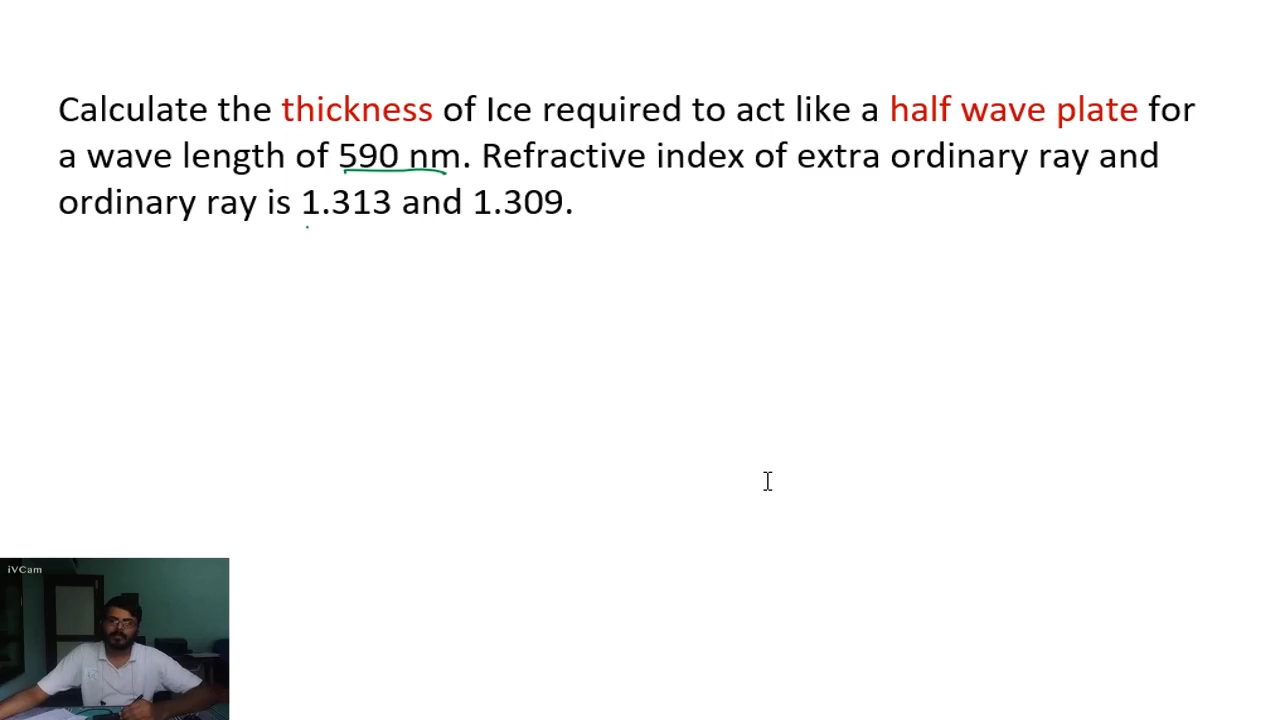 Calculate the thickness of Ice required to act like a half wave plate for
a wave length of 590 nm. Refractive index of extra ordinary ray and
ordinary ray is 1.313 and 1.309.
iVCam